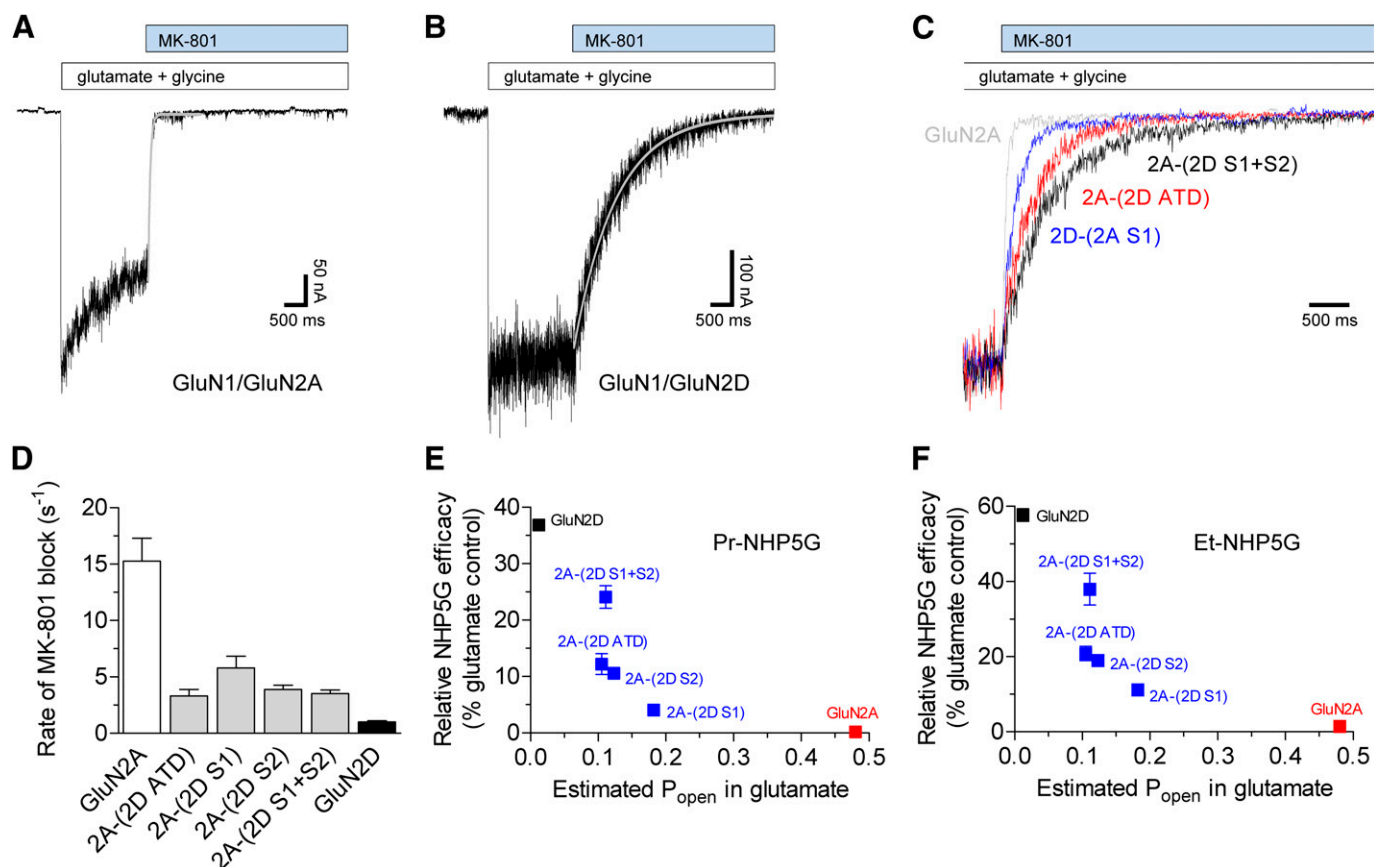 A
MK-801
glutamate + glycine
50 nA
500 ms
GluN1/GluN2A
B
MK-801
glutamate + glycine
100 nA
500 ms
GluN1/GluN2D
C
MK-801
glutamate + glycine
GluN2A
2A-(2D S1+S2)
2A-(2D ATD)
2D-(2A S1)
500 ms
D
Rate of MK-801 block (s⁻¹)
20
15
10
5
0
GluN2A
2A-(2D ATD)
2A-(2D S1)
2A-(2D S2)
2A-(2D S1+S2)
GluN2D
E
Relative NHP5G efficacy
(% glutamate control)
40
30
20
10
0
GluN2D
Pr-NHP5G
2A-(2D S1+S2)
2A-(2D ATD)
2A-(2D S2)
2A-(2D S1)
GluN2A
0.0 0.1 0.2 0.3 0.4 0.5
Estimated Popen in glutamate
F
Relative NHP5G efficacy
(% glutamate control)
60
40
20
0
GluN2D
Et-NHP5G
2A-(2D S1+S2)
2A-(2D ATD)
2A-(2D S2)
2A-(2D S1)
GluN2A
0.0 0.1 0.2 0.3 0.4 0.5
Estimated Popen in glutamate